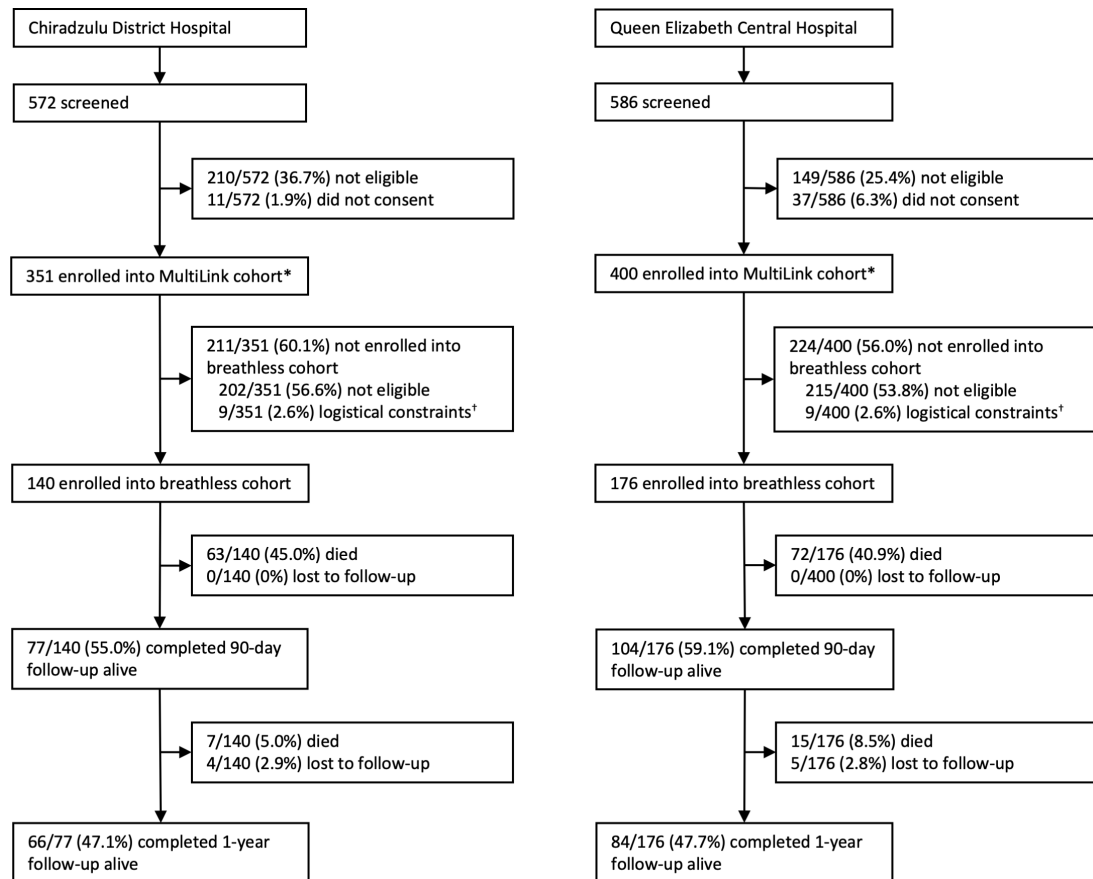 Chiradzulu District Hospital
572 screened
210/572 (36.7%) not eligible
11/572 (1.9%) did not consent
351 enrolled into MultiLink cohort*
211/351 (60.1%) not enrolled into
breathless cohort
202/351 (56.6%) not eligible
9/351 (2.6%) logistical constraints†
140 enrolled into breathless cohort
63/140 (45.0%) died
0/140 (0%) lost to follow-up
77/140 (55.0%) completed 90-day
follow-up alive
7/140 (5.0%) died
4/140 (2.9%) lost to follow-up
66/77 (47.1%) completed 1-year
follow-up alive
Queen Elizabeth Central Hospital
586 screened
149/586 (25.4%) not eligible
37/586 (6.3%) did not consent
400 enrolled into MultiLink cohort*
224/400 (56.0%) not enrolled into
breathless cohort
215/400 (53.8%) not eligible
9/400 (2.6%) logistical constraints†
176 enrolled into breathless cohort
72/176 (40.9%) died
0/400 (0%) lost to follow-up
104/176 (59.1%) completed 90-day
follow-up alive
15/176 (8.5%) died
5/176 (2.8%) lost to follow-up
84/176 (47.7%) completed 1-year
follow-up alive